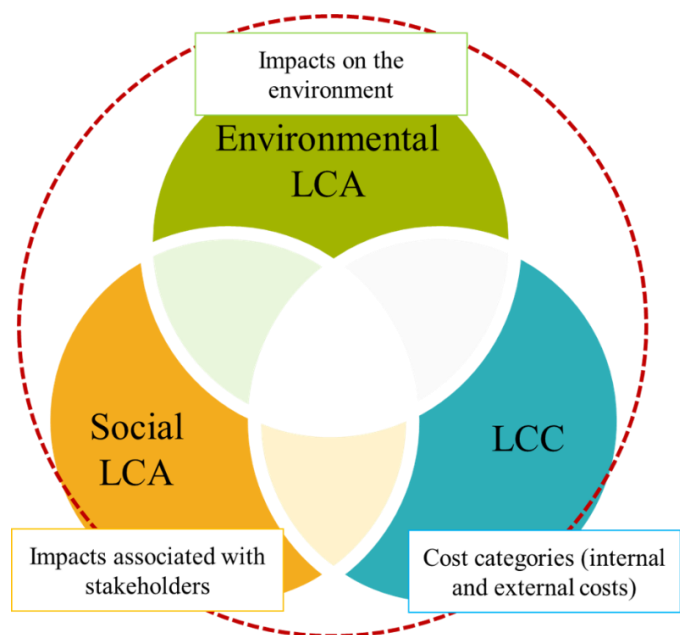 Impacts on the
environment
Environmental
LCA
Social
LCA
LCC
Impacts associated with
stakeholders
Cost categories (internal
and external costs)